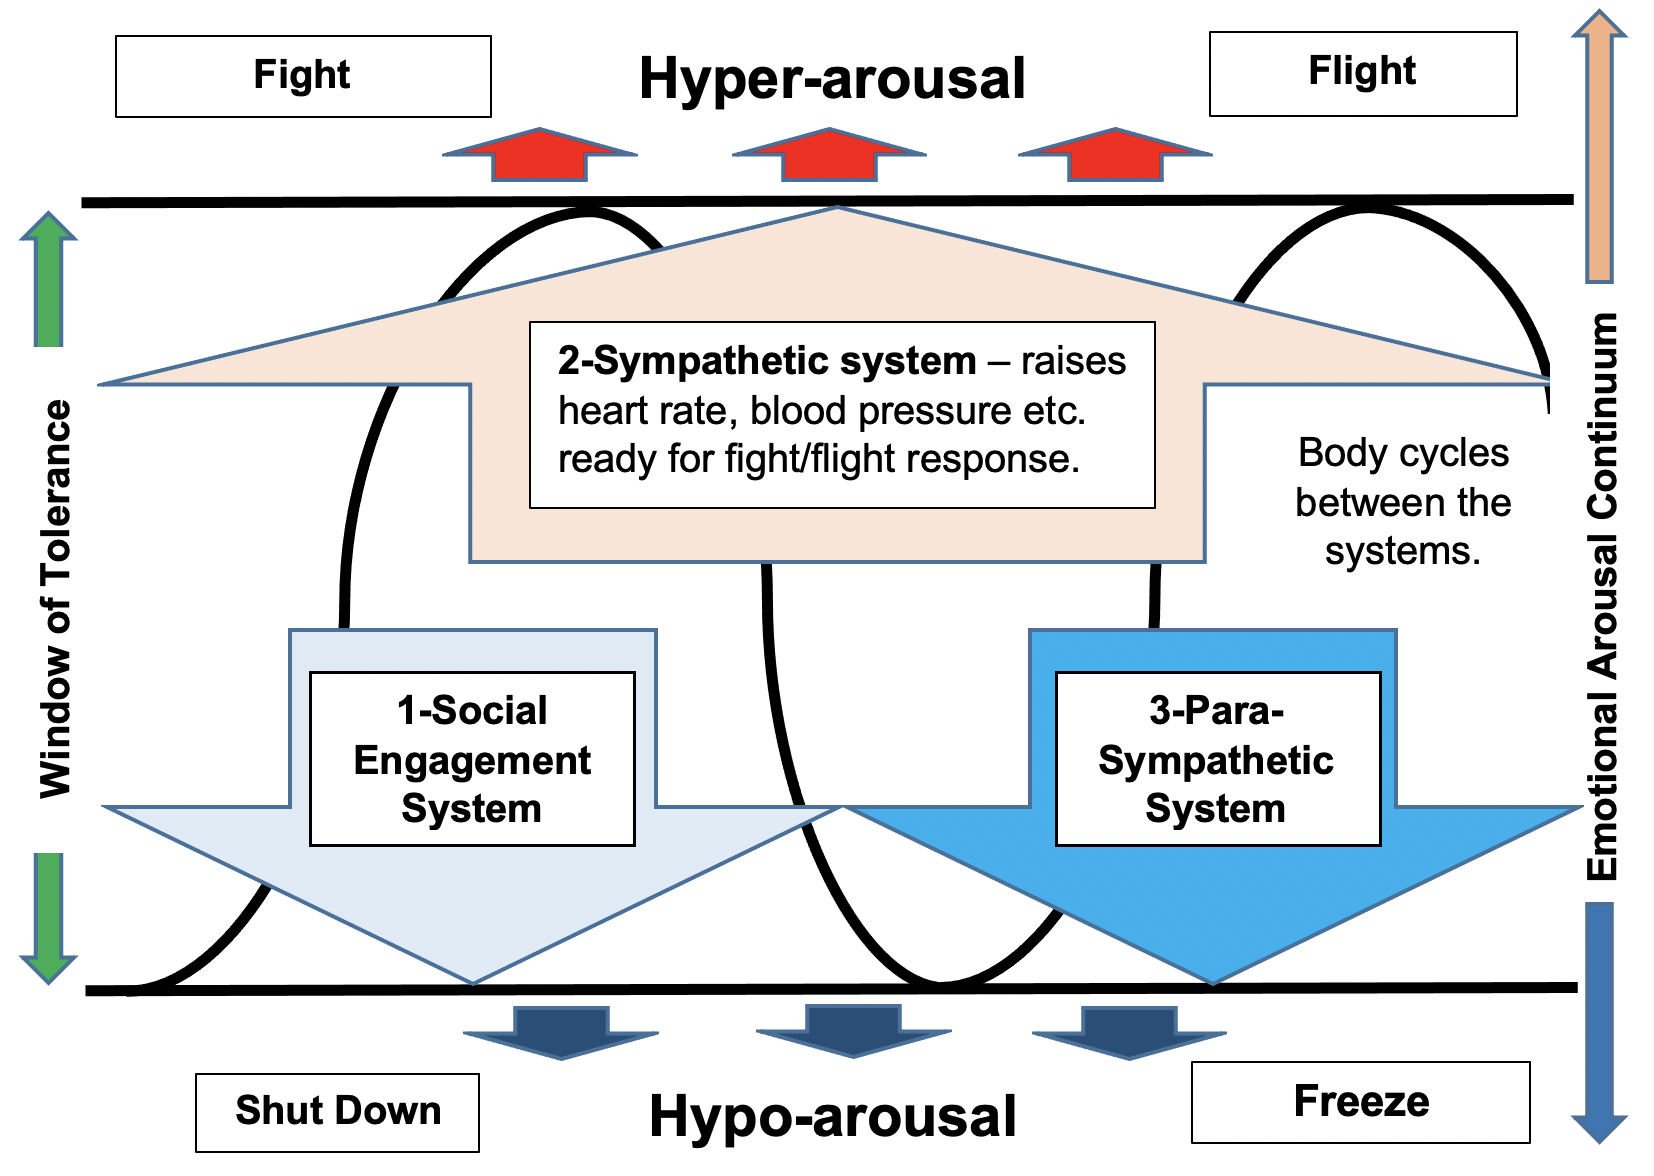 Fight
Hyper-arousal
Flight
2-Sympathetic system – raises
heart rate, blood pressure etc.
ready for fight/flight response.
Body cycles
between the
systems.
Window of Tolerance
Emotional Arousal Continuum
1-Social
Engagement
System
3-Para-
Sympathetic
System
Shut Down
Hypo-arousal
Freeze